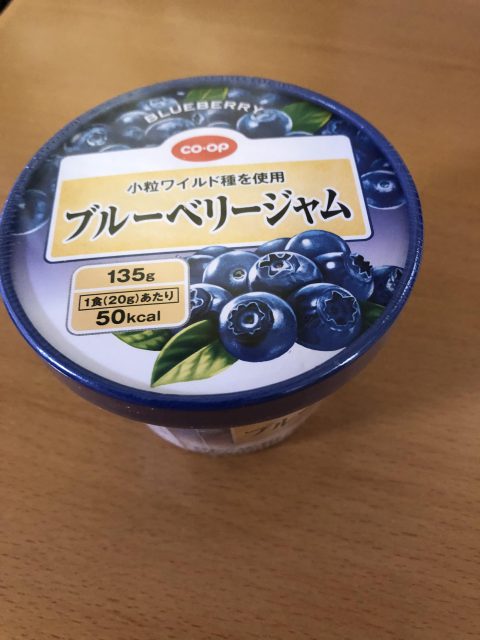 BLUEBERRY
CO・OP
小粒ワイルド種を使用
ブルーベリージャム
135g
1食(20g)あたり
50kcal